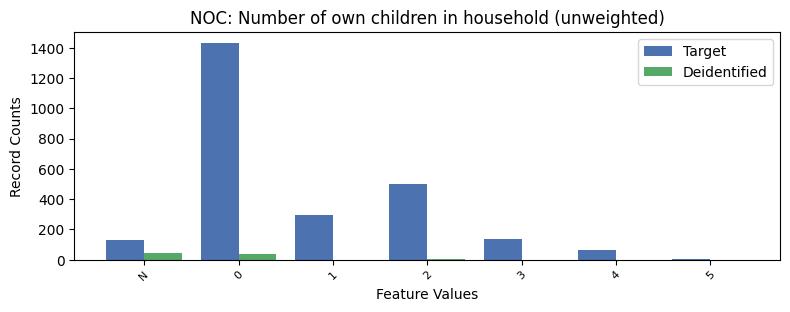 NOC: Number of own children in household (unweighted)
Target
Deidentified
Record Counts
1400
1200
1000
800
600
400
200
0
N 0 1 2 3 4 5
Feature Values